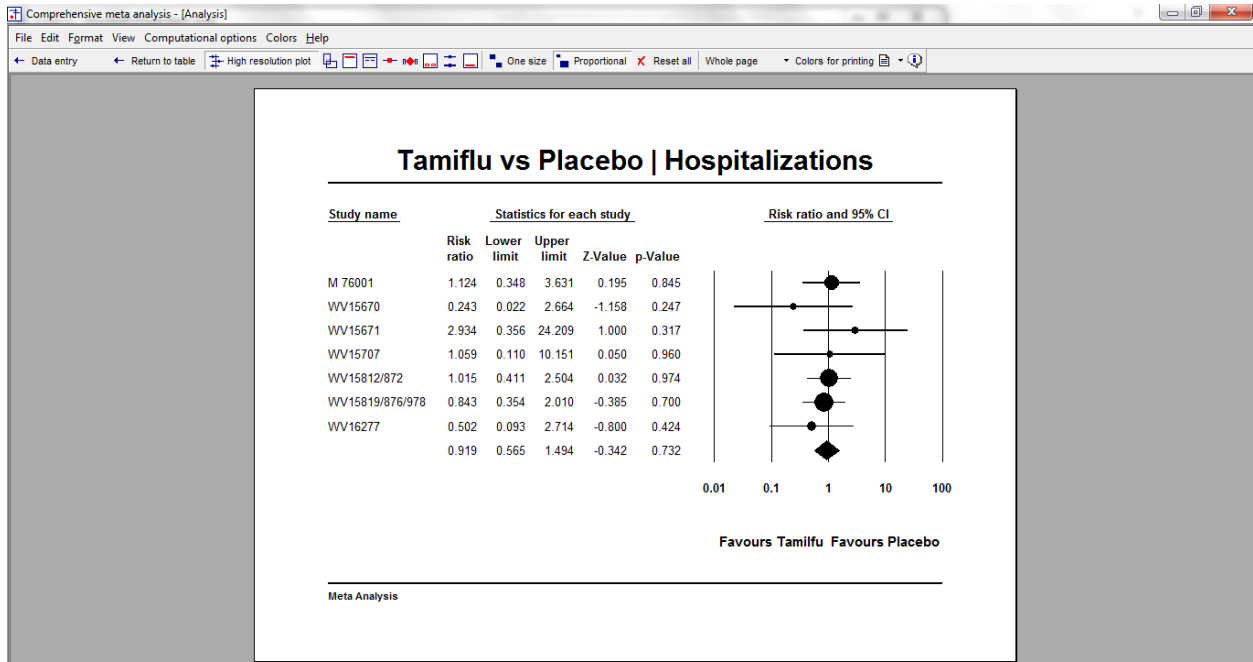 Comprehensive meta analysis - [Analysis]
File Edit Format View Computational options Colors Help
← Data entry ← Return to table High resolution plot One size Proportional Reset all Whole page Colors for printing
Tamiflu vs Placebo | Hospitalizations
Study name Statistics for each study Risk ratio and 95% CI
Risk Lower Upper
ratio limit limit Z-Value p-Value
M 76001 1.124 0.348 3.631 0.195 0.845
WV15670 0.243 0.022 2.664 -1.158 0.247
WV15671 2.934 0.356 24.209 1.000 0.317
WV15707 1.059 0.110 10.151 0.050 0.960
WV15812/872 1.015 0.411 2.504 0.032 0.974
WV15819/876/978 0.843 0.354 2.010 -0.385 0.700
WV16277 0.502 0.093 2.714 -0.800 0.424
0.919 0.565 1.494 -0.342 0.732
0.01 0.1 1 10 100
Favours Tamilfu Favours Placebo
Meta Analysis